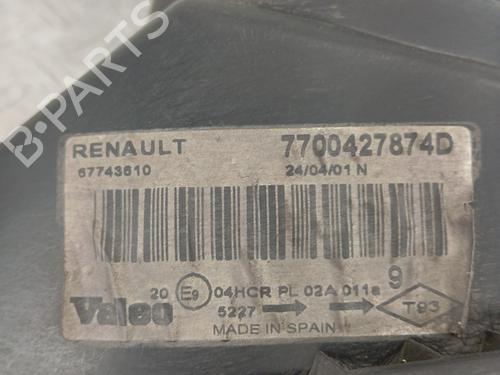 B-PARTS
RENAULT 7700427874D
67743610 24/04/01 N
9
20 E9 04HCR PL 02A 011a
Valeo 5227 T93
MADE IN SPAIN